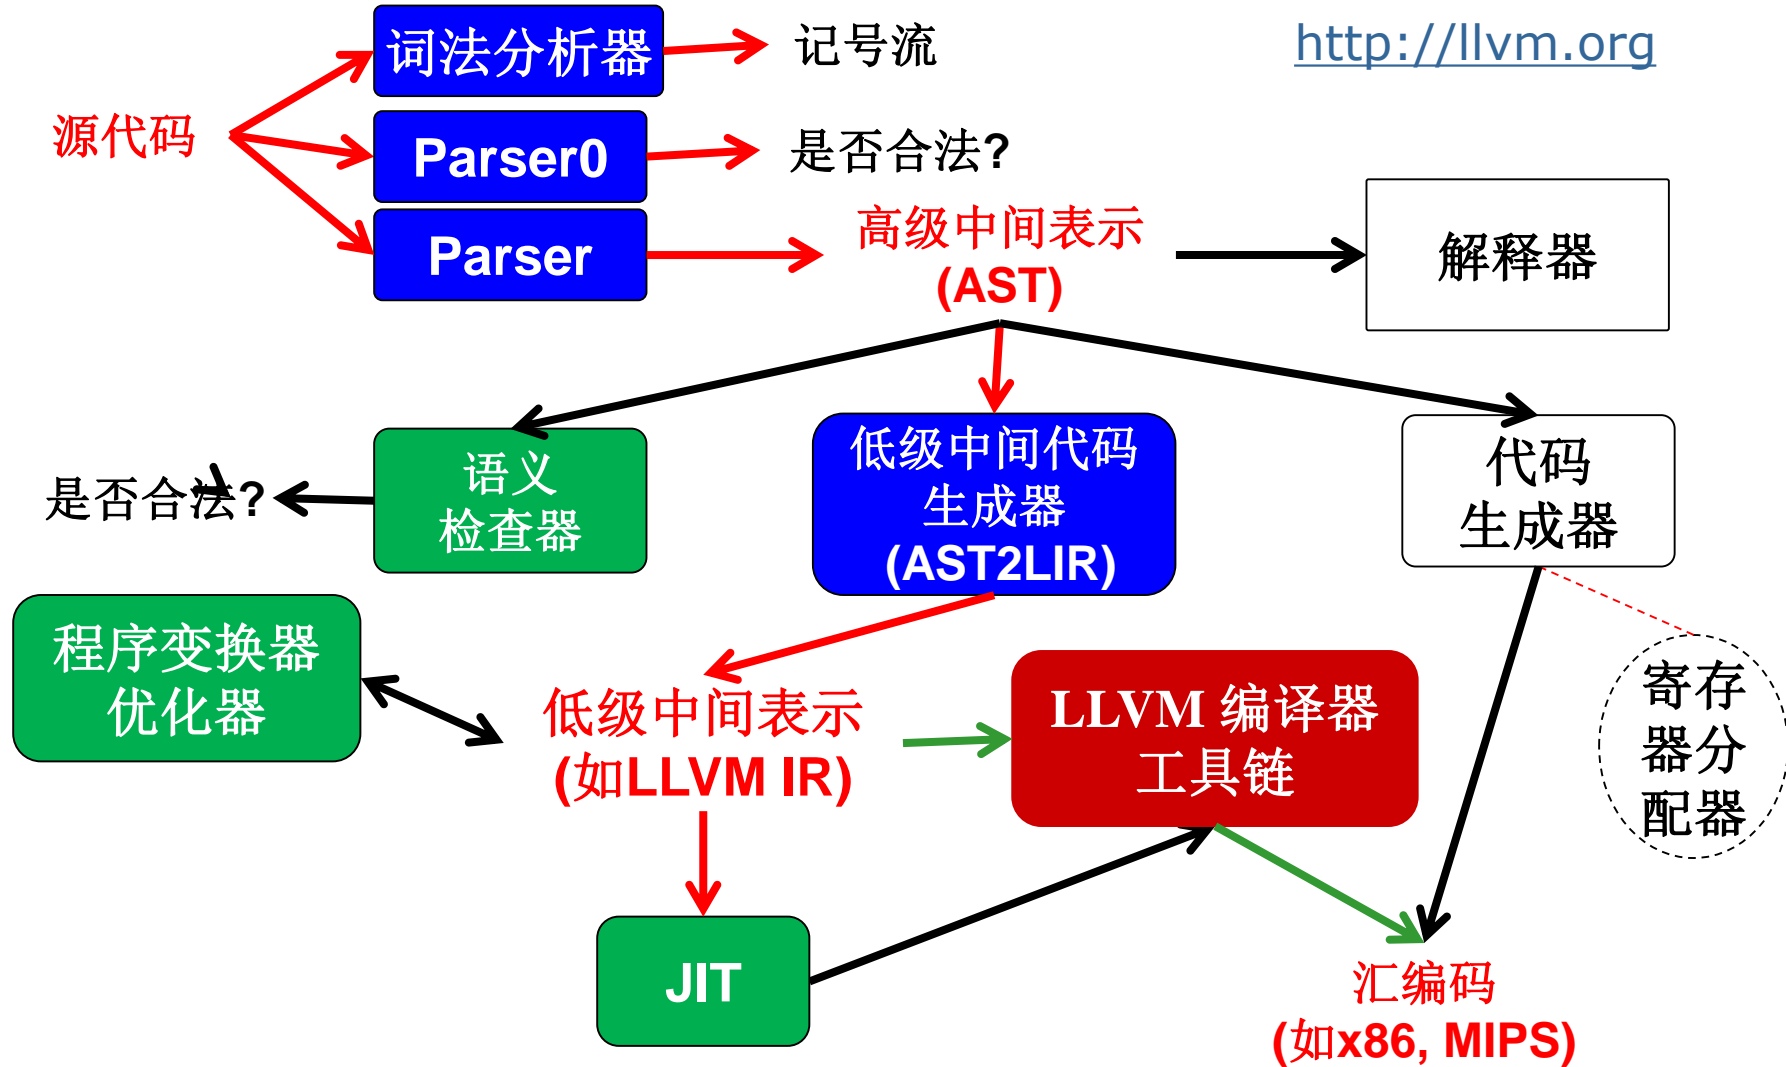 词法分析器
记号流
http://llvm.org
源代码
Parser0
是否合法?
Parser
高级中间表示
(AST)
解释器
语义
检查器
是否合法?
低级中间代码
生成器
(AST2LIR)
代码
生成器
程序变换器
优化器
低级中间表示
(如LLVM IR)
LLVM 编译器
工具链
寄存
器分
配器
JIT
汇编码
(如x86, MIPS)